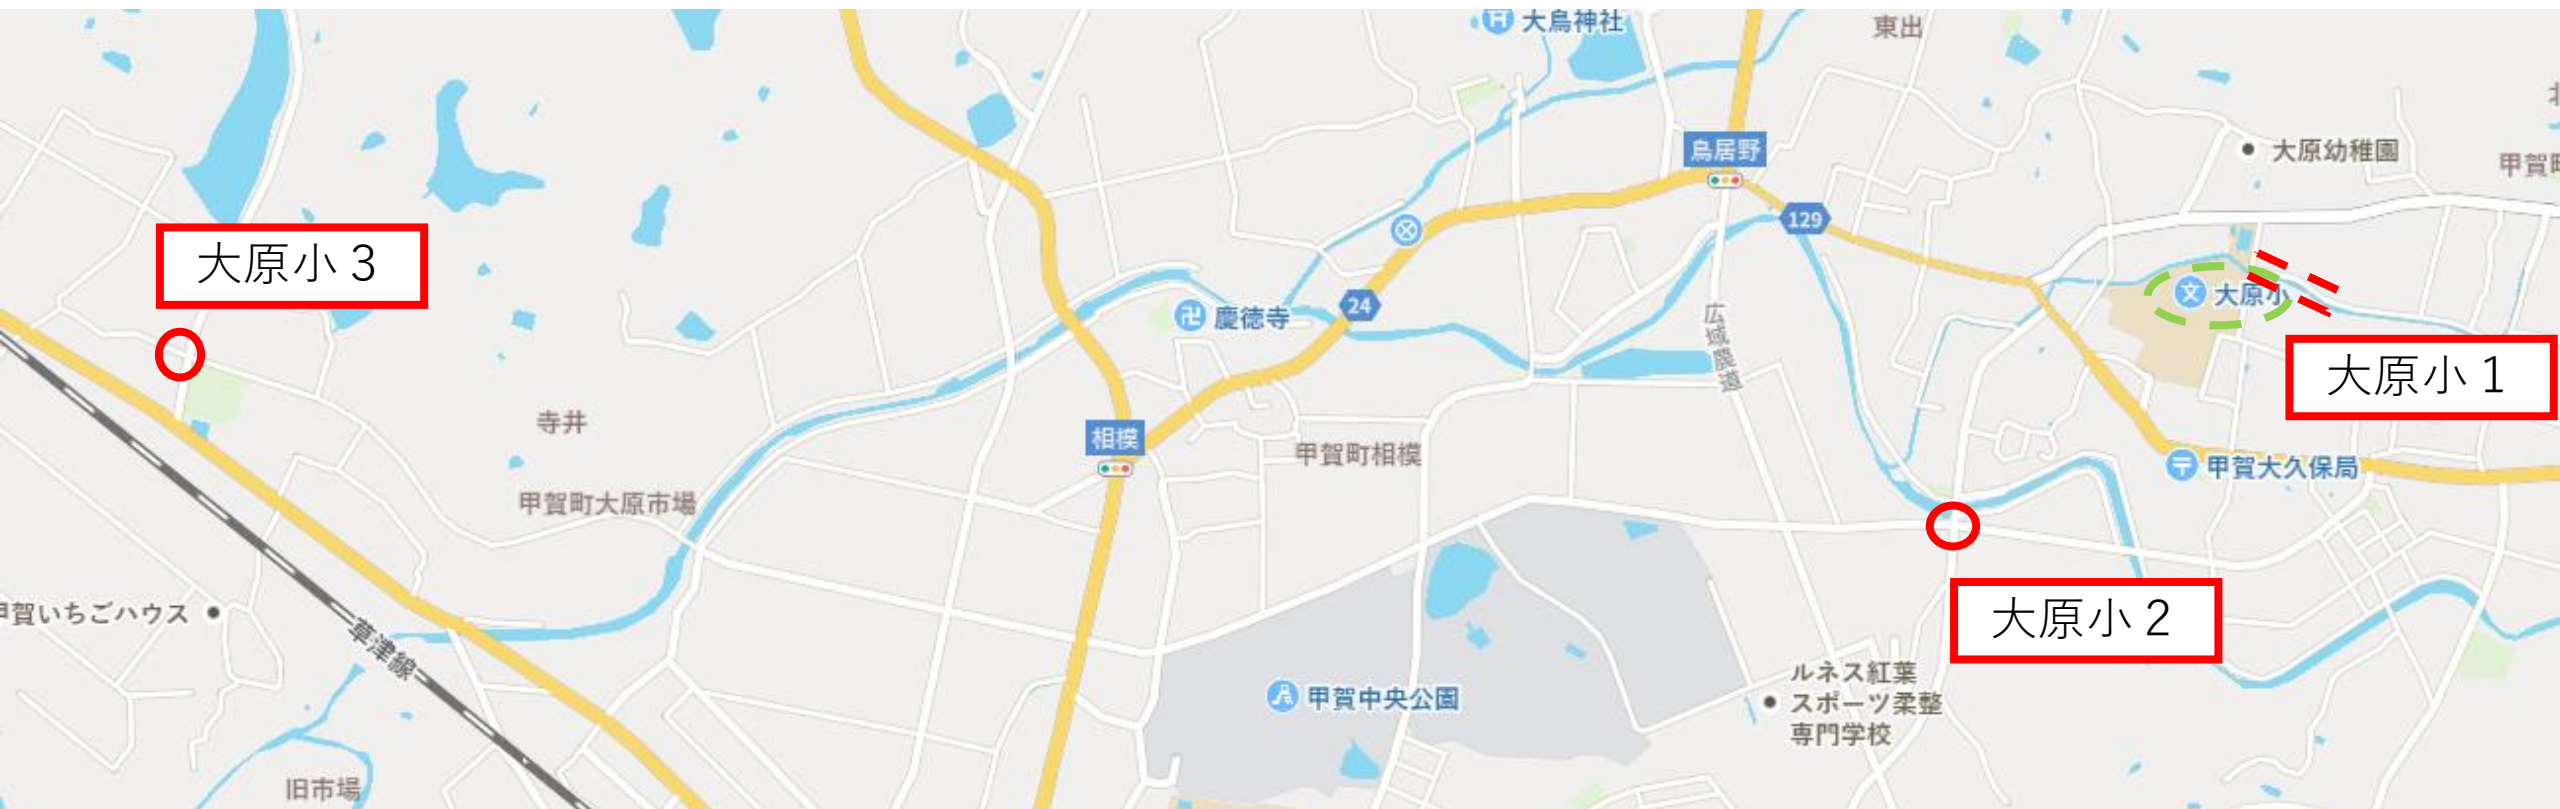 大鳥神社
東出
鳥居野
大原幼稚園
129
大原小３
文
大原小
24
卍
慶徳寺
広域農道
大原小１
寺井
相模
甲賀町相模
〒
甲賀大久保局
甲賀町大原市場
大原小２
賀いちごハウス
草津線
甲賀中央公園
ルネス紅葉
スポーツ柔整
専門学校
旧市場